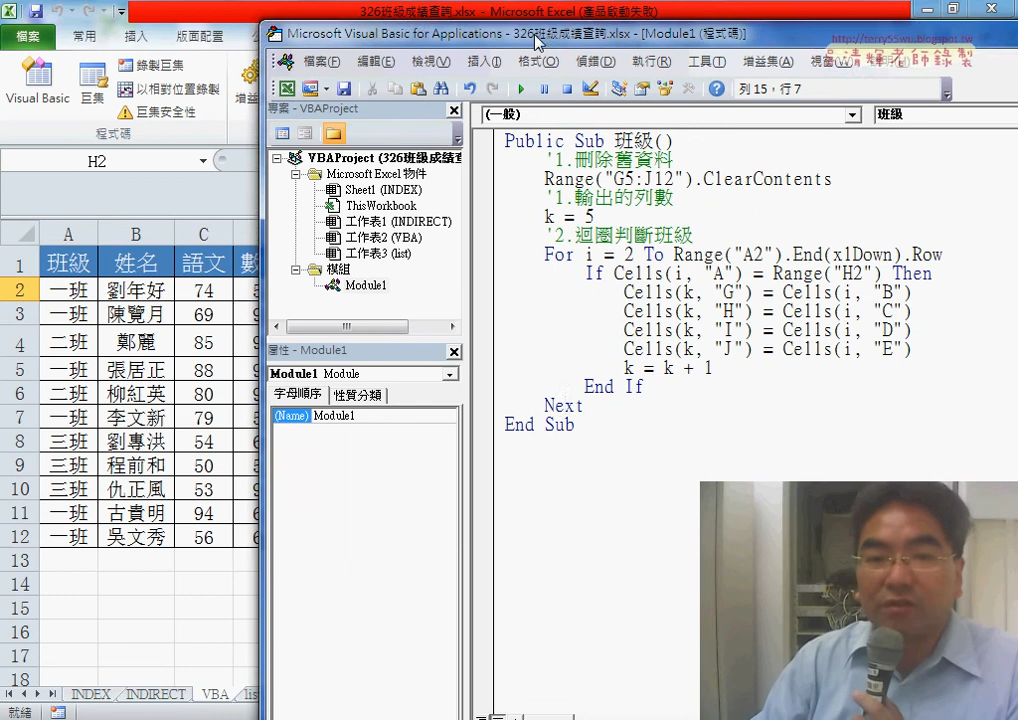 326班級成績查詢.xlsx - Microsoft Excel (產品啟動失敗)
檔案 常用 插入 版面配置 公
Visual Basic 巨集 錄製巨集 以相對位置錄製 巨集安全性 增益
程式碼
H2
A B C
1 班級 姓名 語文 數
2 一班 劉年好 74
3 一班 陳覽月 69
4 二班 鄭麗 85
5 一班 張居正 88
6 二班 柳紅英 80
7 一班 李文新 79
8 三班 劉專洪 54
9 三班 程前和 50
10 三班 仇正風 53
11 一班 古貴明 94
12 一班 吳文秀 56
13
14
15
16
17
18
INDEX INDIRECT VBA lis
就緒
Microsoft Visual Basic for Applications - 326班級成績查詢.xlsx - [Module1 (程式碼)]
http://terry55wu.blogspot.tw
吳清輝老師錄製
檔案(F) 編輯(E) 檢視(V) 插入(I) 格式(O) 偵錯(D) 執行(R) 工具(T) 增益集(A)
列 15，行 7
專案 - VBAProject
VBAProject (326班級成績查
Microsoft Excel 物件
Sheet1 (INDEX)
ThisWorkbook
工作表1 (INDIRECT)
工作表2 (VBA)
工作表3 (list)
模組
Module1
屬性 - Module1
Module1 Module
字母順序 性質分類
(Name) Module1
(一般) 班級
Public Sub 班級()
'1.刪除舊資料
Range("G5:J12").ClearContents
'1.輸出的列數
k = 5
'2.迴圈判斷班級
For i = 2 To Range("A2").End(xlDown).Row
If Cells(i, "A") = Range("H2") Then
Cells(k, "G") = Cells(i, "B")
Cells(k, "H") = Cells(i, "C")
Cells(k, "I") = Cells(i, "D")
Cells(k, "J") = Cells(i, "E")
k = k + 1
End If
Next
End Sub